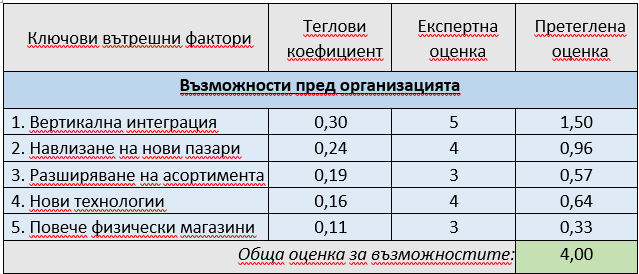 Ключови вътрешни фактори Теглови коефициент Експертна оценка Претеглена оценка
Възможности пред организацията
1. Вертикална интеграция 0,30 5 1,50
2. Навлизане на нови пазари 0,24 4 0,96
3. Разширяване на асортимента 0,19 3 0,57
4. Нови технологии 0,16 4 0,64
5. Повече физически магазини 0,11 3 0,33
Обща оценка за възможностите: 4,00